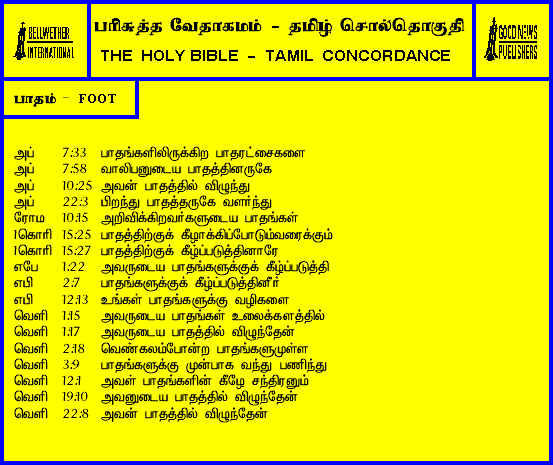 BELLWETHER
INTERNATIONAL
பரிசுத்த வேதாகமம் - தமிழ் சொல்தொகுதி
THE HOLY BIBLE - TAMIL CONCORDANCE
GOOD NEWS
PUBLISHERS
பாதம் - FOOT
அப் 7:33 பாதங்களிலிருக்கிற பாதரட்சைகளை
அப் 7:58 வாலிபனுடைய பாதத்தினருகே
அப் 10:25 அவன் பாதத்தில் விழுந்து
அப் 22:3 பிறந்து பாதத்தருகே வளர்ந்து
ரோம 10:15 அறிவிக்கிறவர்களுடைய பாதங்கள்
1கொரி 15:25 பாதத்திற்குக் கீழாக்கிப்போடும்வரைக்கும்
1கொரி 15:27 பாதத்திற்குக் கீழ்ப்படுத்தினாரே
எபே 1:22 அவருடைய பாதங்களுக்குக் கீழ்ப்படுத்தி
எபி 2:7 பாதங்களுக்குக் கீழ்ப்படுத்தினீர்
எபி 12:13 உங்கள் பாதங்களுக்கு வழிகளை
வெளி 1:15 அவருடைய பாதங்கள் உலைக்களத்தில்
வெளி 1:17 அவருடைய பாதத்தில் விழுந்தேன்
வெளி 2:18 வெண்கலம்போன்ற பாதங்களுமுள்ள
வெளி 3:9 பாதங்களுக்கு முன்பாக வந்து பணிந்து
வெளி 12:1 அவள் பாதங்களின் கீழே சந்திரனும்
வெளி 19:10 அவனுடைய பாதத்தில் விழுந்தேன்
வெளி 22:8 அவன் பாதத்தில் விழுந்தேன்